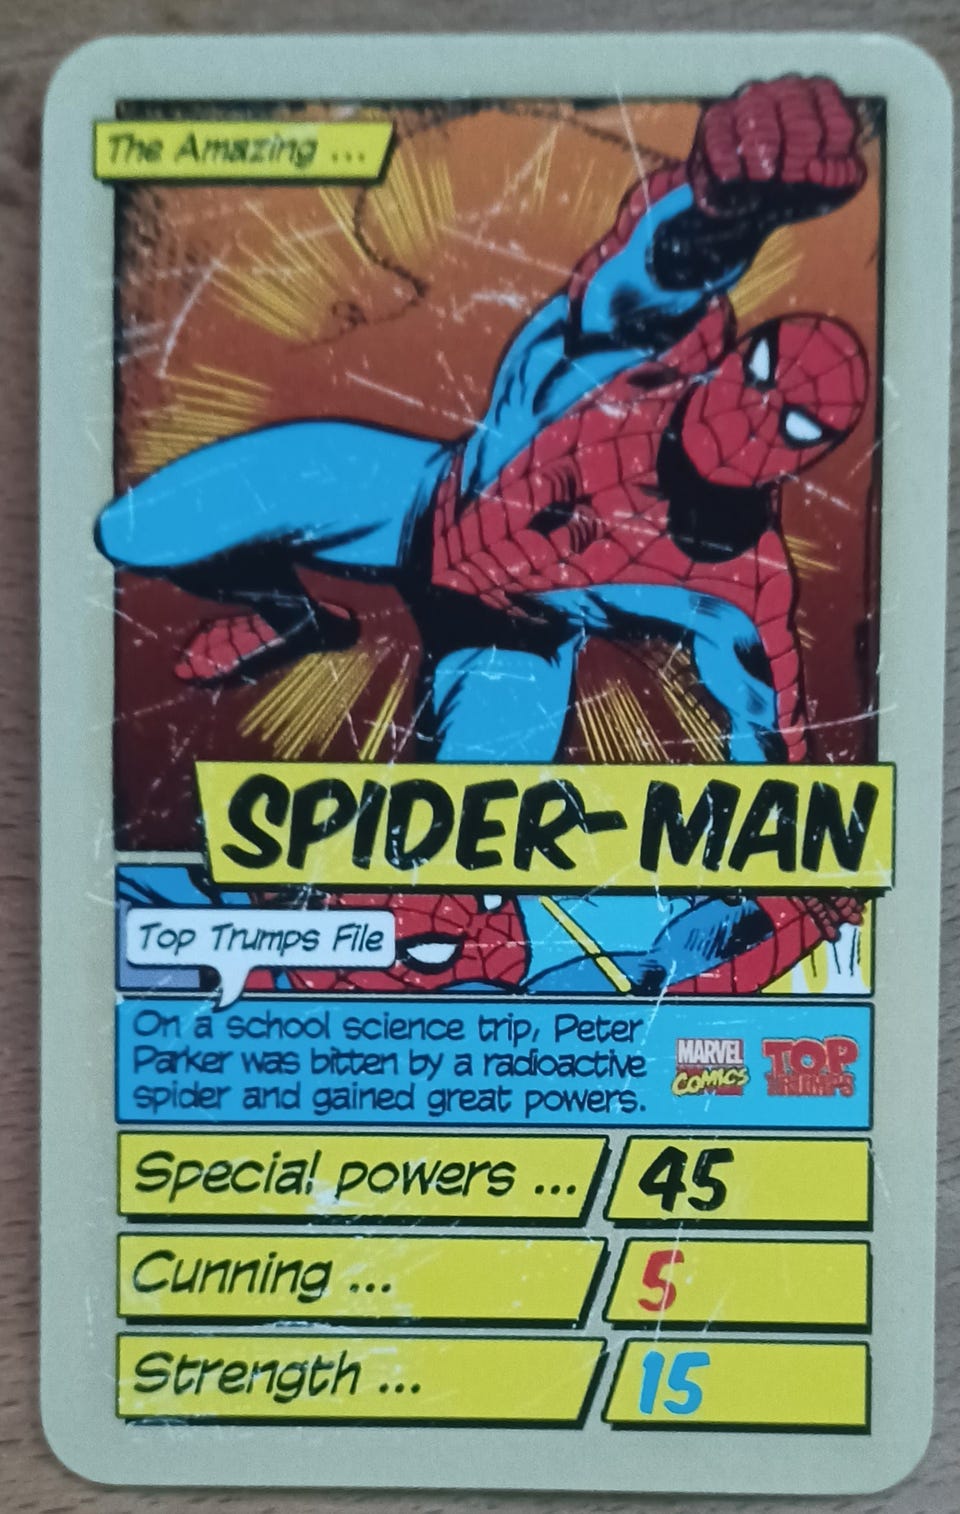 The Amazing ...
SPIDER-MAN
Top Trumps File
On a school science trip, Peter
Parker was bitten by a radioactive
spider and gained great powers.
MARVEL
COMICS
TOP
TRUMPS
Special powers ... 45
Cunning ... 5
Strength ... 15